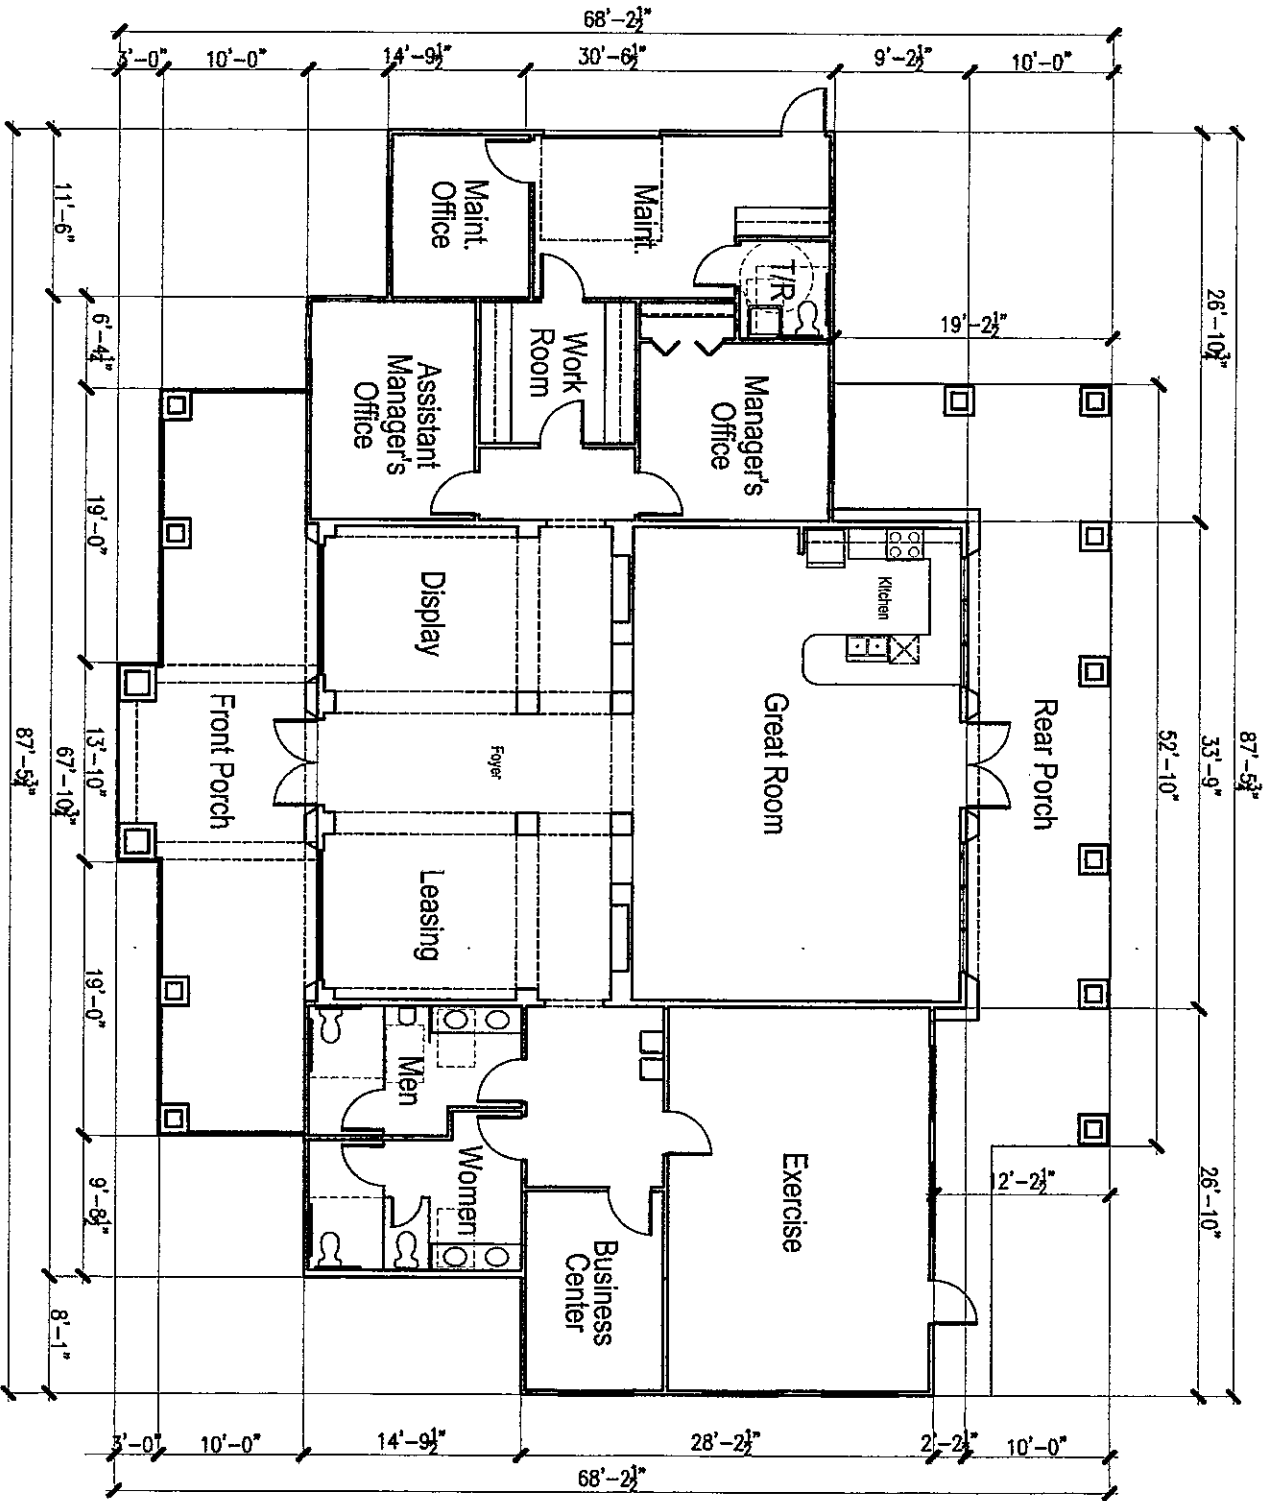 68'-2½"
3'-0"
10'-0"
14'-9½"
30'-6½"
9'-2½"
10'-0"
87'-5¾"
26'-10¾"
33'-9"
26'-10"
52'-10"
19'-2½"
12'-2½"
Rear Porch
Maint.
T/R
Maint.
Office
Work
Room
Manager's
Office
Assistant
Manager's
Office
Kitchen
Great Room
Exercise
Display
Foyer
Leasing
Men
Women
Business
Center
Front Porch
6'-4¼"
19'-0"
13'-10"
19'-0"
9'-8½"
11'-6"
67'-10¾"
8'-1"
87'-5¾"
3'-0"
10'-0"
14'-9½"
28'-2½"
2'-2½"
10'-0"
68'-2½"